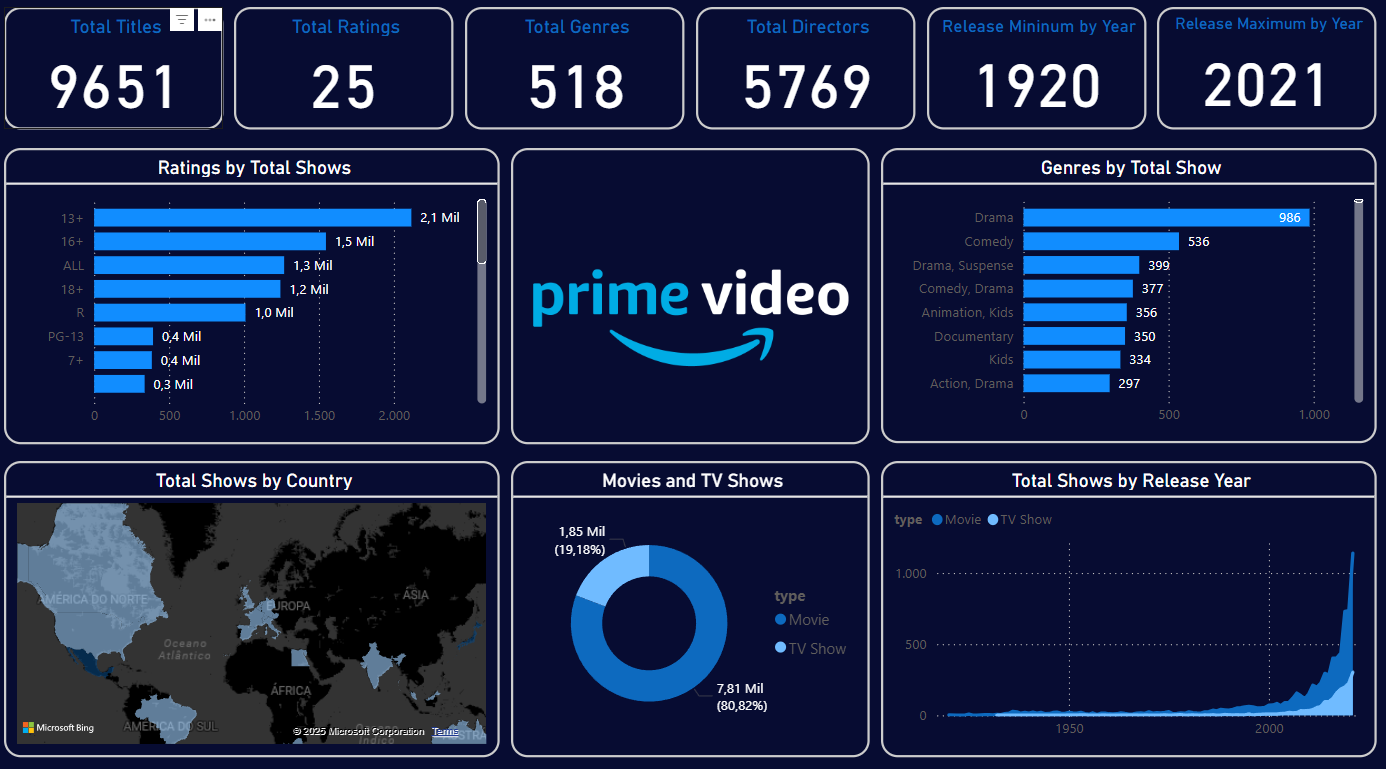 Total Titles
9651
Total Ratings
25
Total Genres
518
Total Directors
5769
Release Mininum by Year
1920
Release Maximum by Year
2021
Ratings by Total Shows
13+ 2,1 Mil
16+ 1,5 Mil
ALL 1,3 Mil
18+ 1,2 Mil
R 1,0 Mil
PG-13 0,4 Mil
7+ 0,4 Mil
0,3 Mil
0 500 1.000 1.500 2.000
prime video
Genres by Total Show
Drama 986
Comedy 536
Drama, Suspense 399
Comedy, Drama 377
Animation, Kids 356
Documentary 350
Kids 334
Action, Drama 297
0 500 1.000
Total Shows by Country
AMÉRICA DO NORTE
EUROPA
ÁSIA
Oceano
Atlântico
ÁFRICA
AMÉRICA DO SUL
Oceano
Índico
Microsoft Bing
© 2025 Microsoft Corporation Terms
Movies and TV Shows
1,85 Mil
(19,18%)
type
Movie
TV Show
7,81 Mil
(80,82%)
Total Shows by Release Year
type Movie TV Show
1.000
500
0
1950 2000